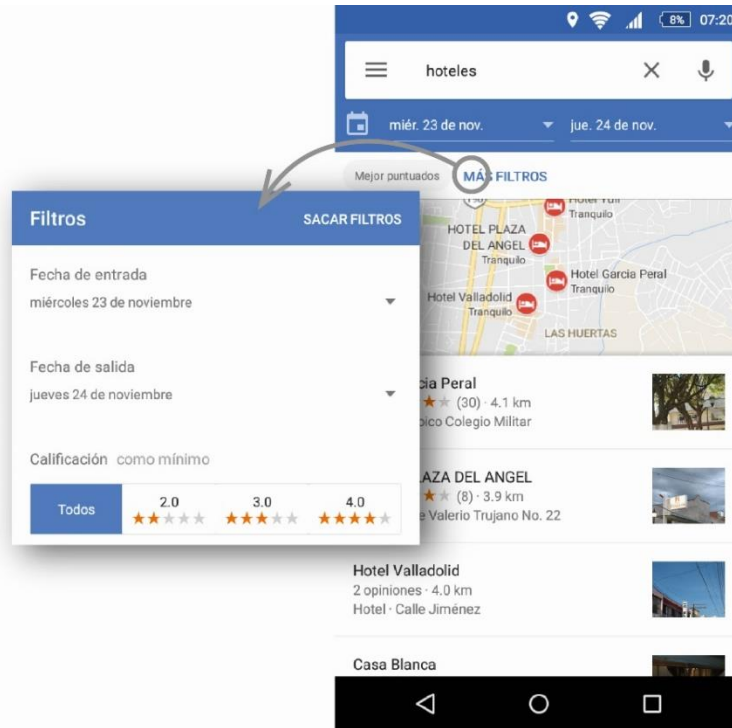 8% 07:20
hoteles
miér. 23 de nov. jue. 24 de nov.
Mejor puntuados MÁS FILTROS
Filtros SACAR FILTROS
Fecha de entrada
miércoles 23 de noviembre
Fecha de salida
jueves 24 de noviembre
Calificación como mínimo
Todos 2.0 3.0 4.0
Hotel Yuli
Tranquilo
HOTEL PLAZA
DEL ANGEL
Tranquilo
Hotel Garcia Peral
Tranquilo
Hotel Valladolid
Tranquilo
LAS HUERTAS
Peral
(30) · 4.1 km
Colegio Militar
DEL ANGEL
(8) · 3.9 km
Valerio Trujano No. 22
Hotel Valladolid
2 opiniones · 4.0 km
Hotel · Calle Jiménez
Casa Blanca